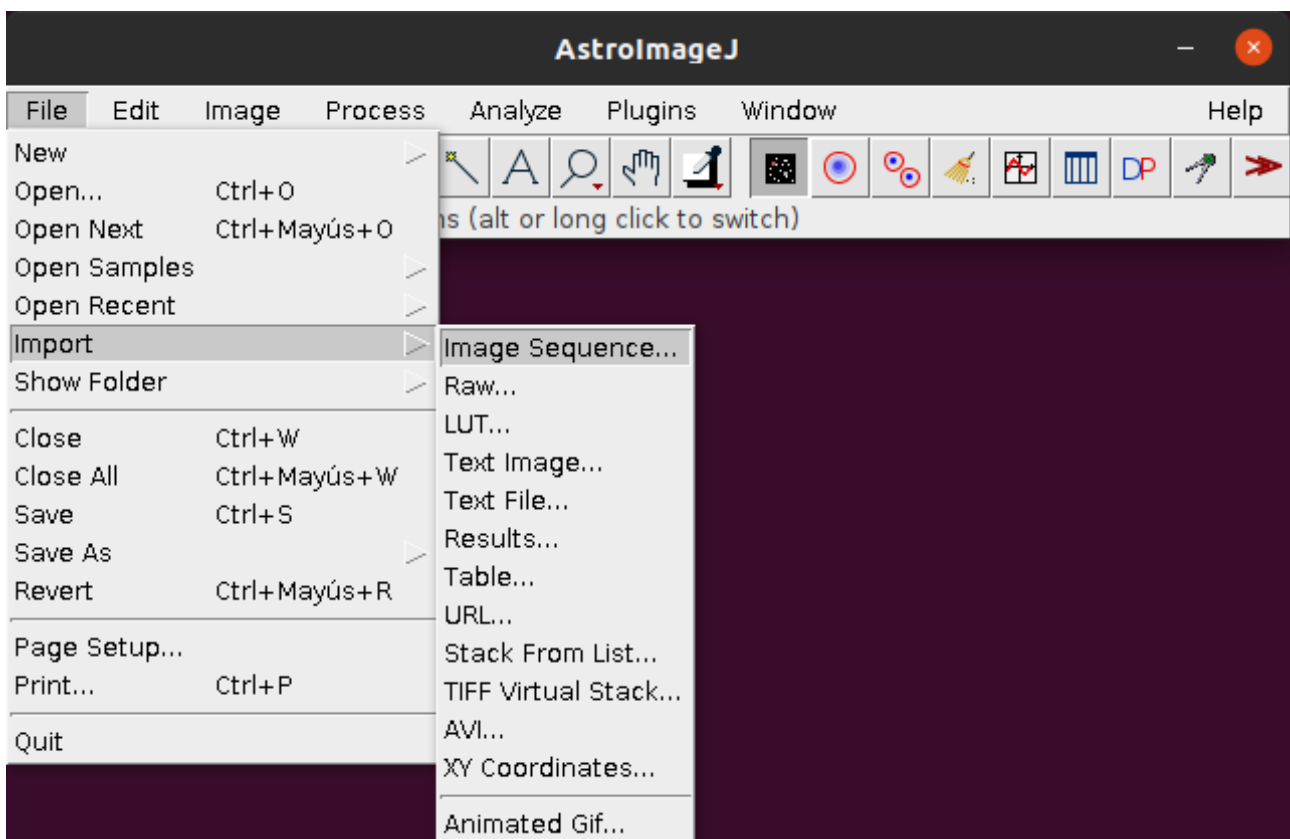 AstroImageJ
File Edit Image Process Analyze Plugins Window Help
New
Open... Ctrl+O
DP
Open Next Ctrl+Mayús+O
ns (alt or long click to switch)
Open Samples
Open Recent
Import
Show Folder
Close Ctrl+W
Close All Ctrl+Mayús+W
Save Ctrl+S
Save As
Revert Ctrl+Mayús+R
Page Setup...
Print... Ctrl+P
Quit
Image Sequence...
Raw...
LUT...
Text Image...
Text File...
Results...
Table...
URL...
Stack From List...
TIFF Virtual Stack...
AVI...
XY Coordinates...
Animated Gif...